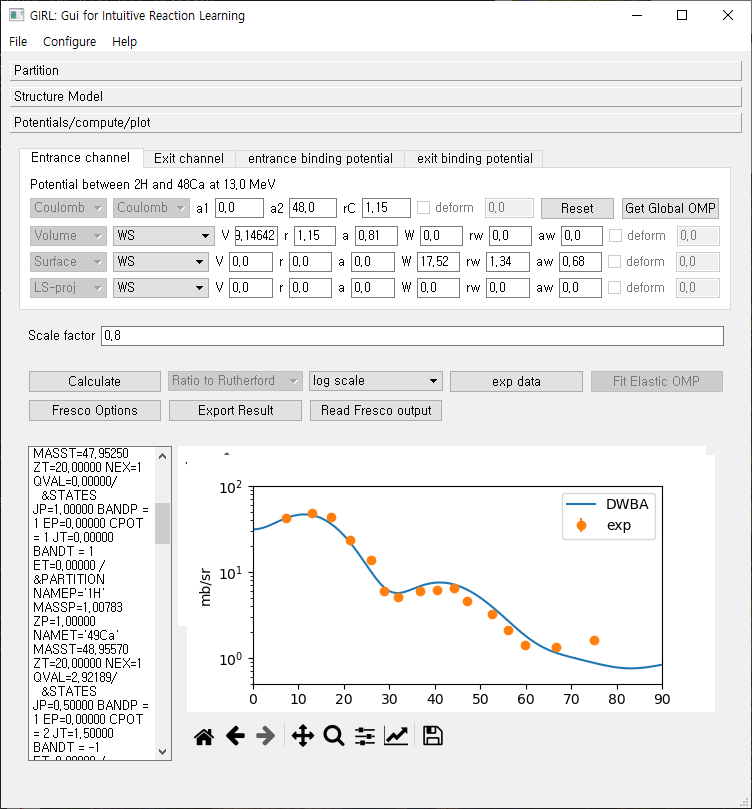 GIRL: Gui for Intuitive Reaction Learning
File Configure Help
Partition
Structure Model
Potentials/compute/plot
Entrance channel Exit channel entrance binding potential exit binding potential
Potential between 2H and 48Ca at 13,0 MeV
Coulomb Coulomb a1 0,0 a2 48,0 rC 1,15 deform 0,0 Reset Get Global OMP
Volume WS V 9,14642 r 1,15 a 0,81 W 0,0 rw 0,0 aw 0,0 deform 0,0
Surface WS V 0,0 r 0,0 a 0,0 W 17,52 rw 1,34 aw 0,68 deform 0,0
LS-proj WS V 0,0 r 0,0 a 0,0 W 0,0 rw 0,0 aw 0,0 deform 0,0
Scale factor 0,8
Calculate Ratio to Rutherford log scale exp data Fit Elastic OMP
Fresco Options Export Result Read Fresco output
MASST=47,95250
ZT=20,00000 NEX=1
QVAL=0,00000/
&STATES
JP=1,00000 BANDP =
1 EP=0,00000 CPOT
= 1 JT=0,00000
BANDT = 1
ET=0,00000 /
&PARTITION
NAMEP='1H'
MASSP=1,00783
ZP=1,00000
NAMET='49Ca'
MASST=48,95570
ZT=20,00000 NEX=1
QVAL=2,92189/
&STATES
JP=0,50000 BANDP =
1 EP=0,00000 CPOT
= 2 JT=1,50000
BANDT = -1
ET=0,00000 /
DWBA
exp
mb/sr
10²
10¹
10⁰
0 10 20 30 40 50 60 70 80 90